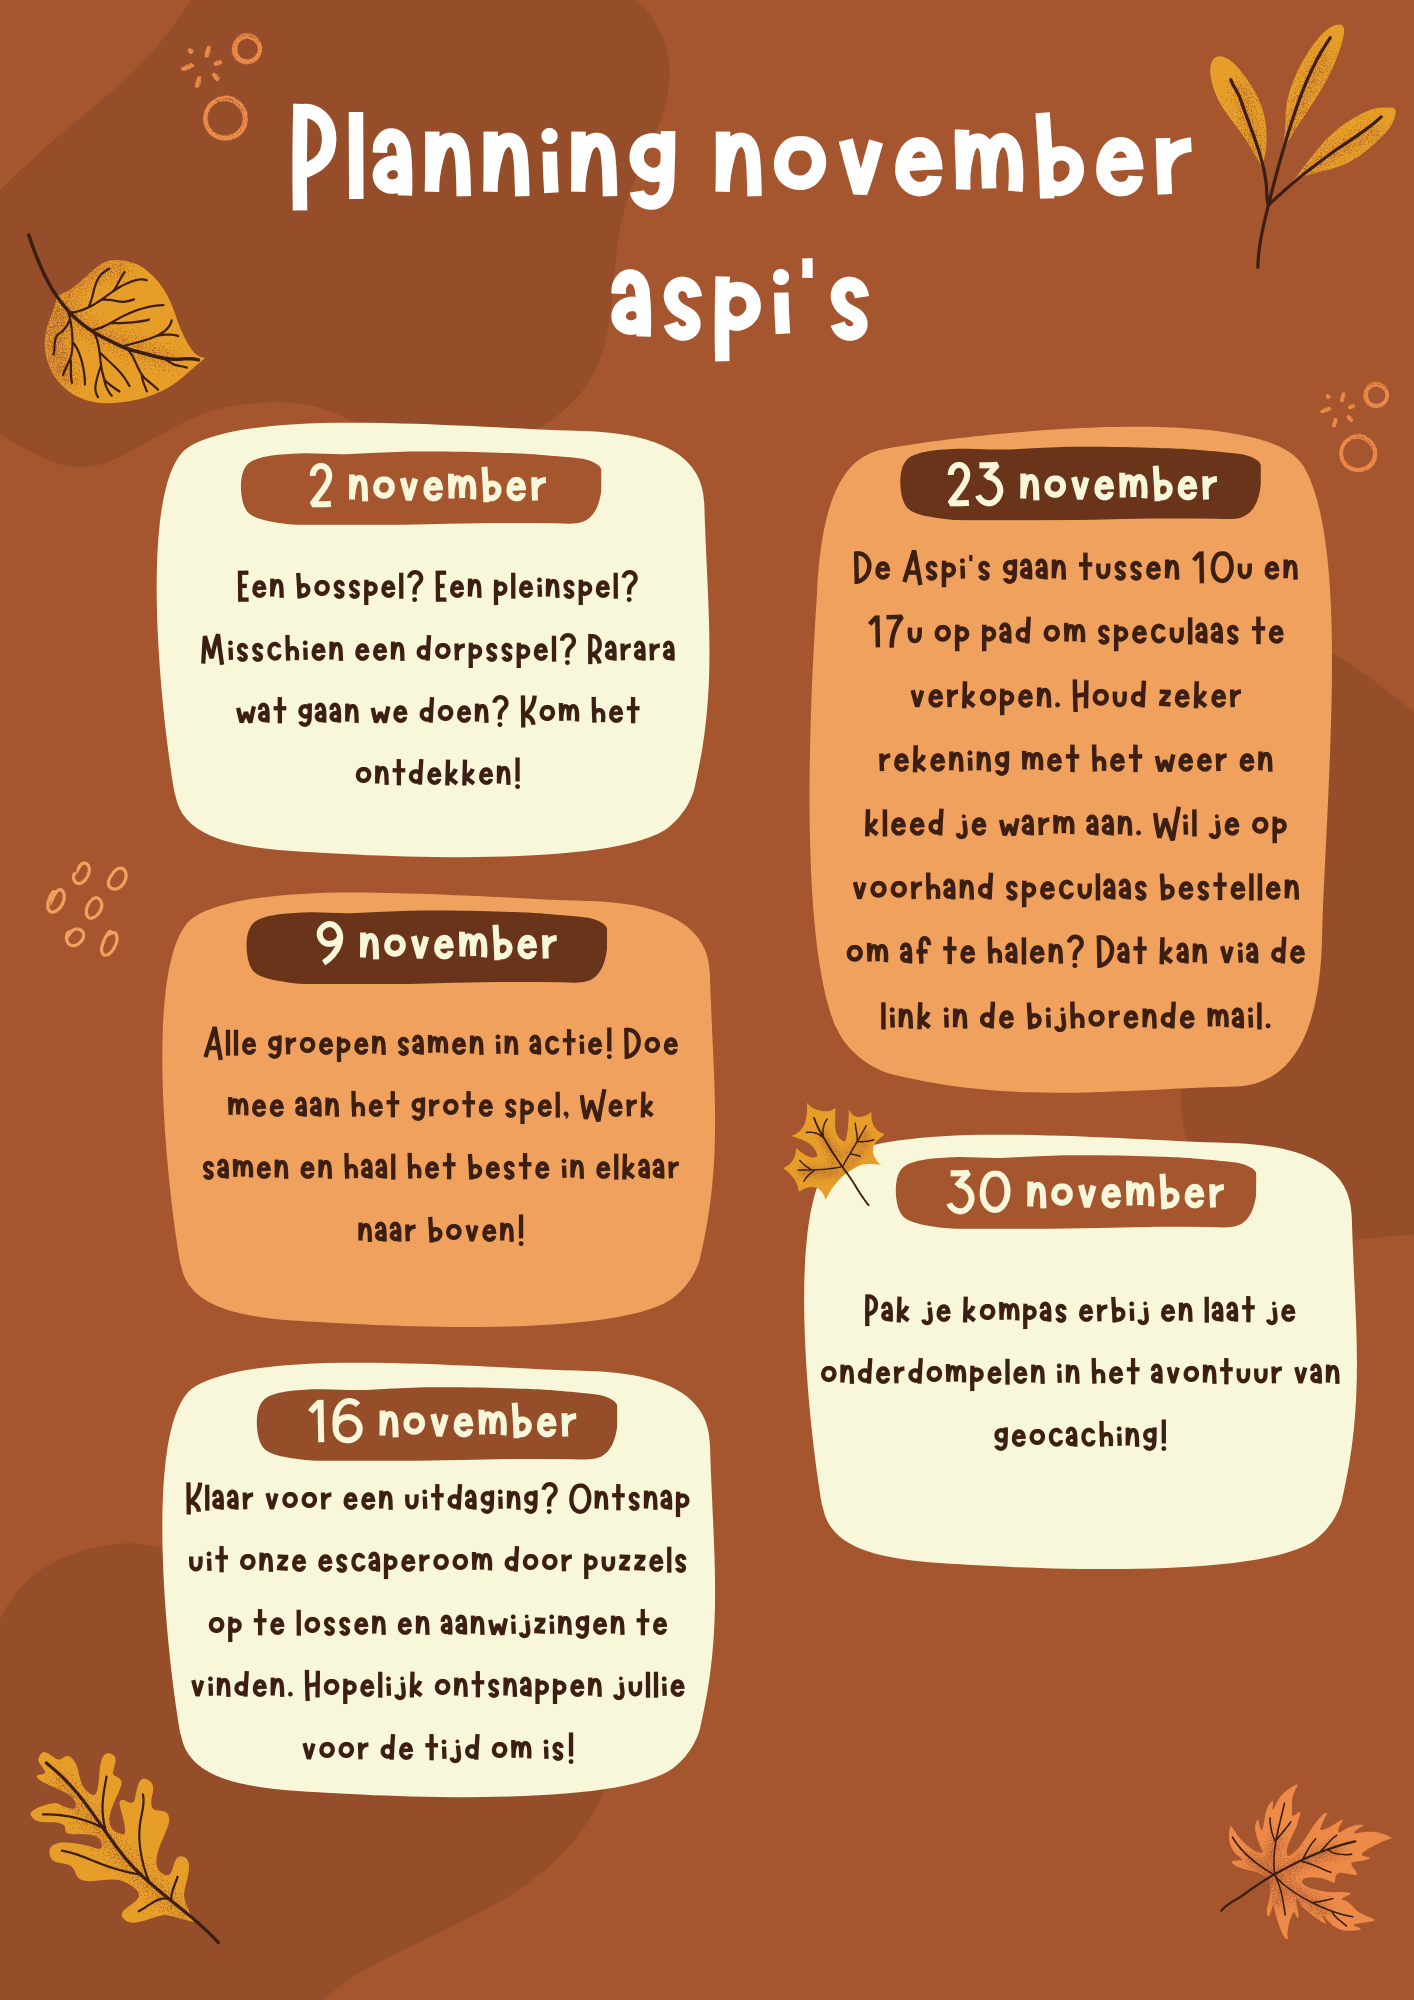 Planning november
aspi's
2 november
Een bosspel? Een pleinspel?
Misschien een dorpsspel? Rarara
wat gaan we doen? Kom het
ontdekken!
9 november
Alle groepen samen in actie! Doe
mee aan het grote spel, Werk
samen en haal het beste in elkaar
naar boven!
16 november
Klaar voor een uitdaging? Ontsnap
uit onze escaperoom door puzzels
op te lossen en aanwijzingen te
vinden. Hopelijk ontsnappen jullie
voor de tijd om is!
23 november
De Aspi's gaan tussen 10u en
17u op pad om speculaas te
verkopen. Houd zeker
rekening met het weer en
kleed je warm aan. Wil je op
voorhand speculaas bestellen
om af te halen? Dat kan via de
link in de bijhorende mail.
30 november
Pak je kompas erbij en laat je
onderdompelen in het avontuur van
geocaching!